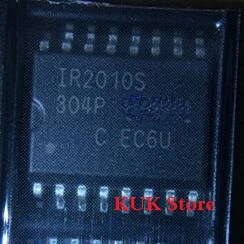 IR2010S
304P
C EC6U
KUK Store